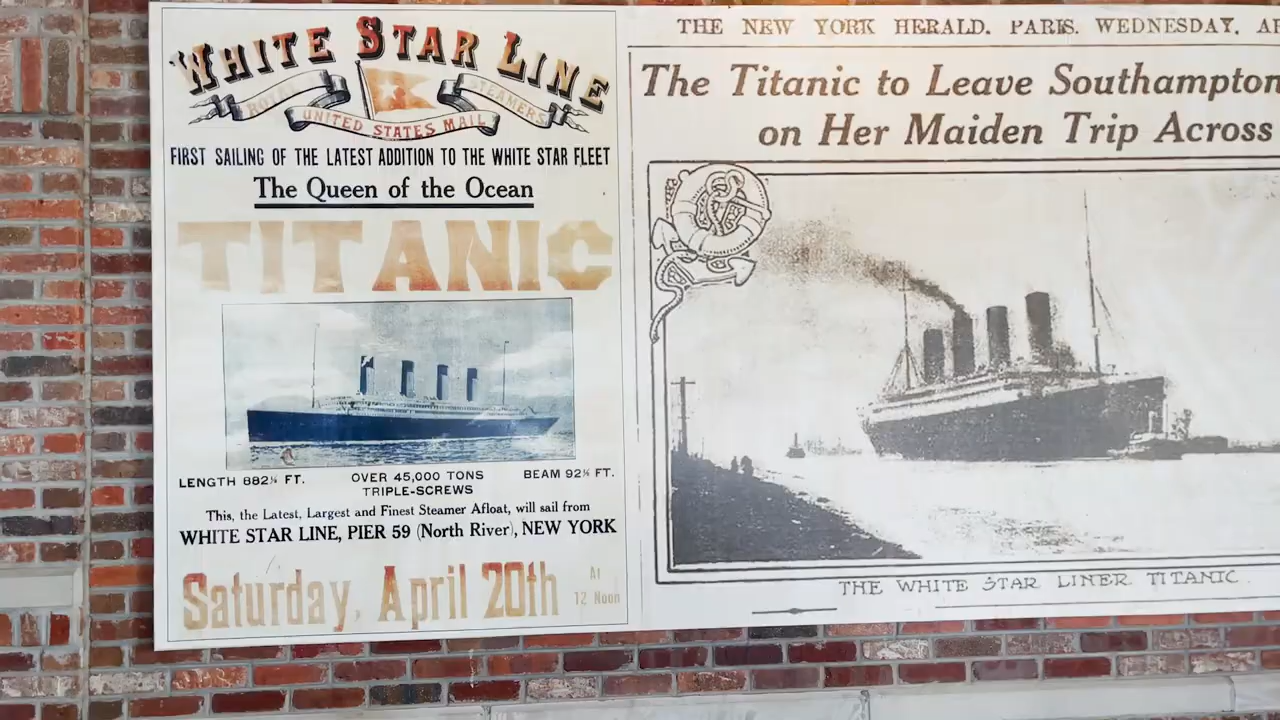 WHITE STAR LINE
ROYAL UNITED STATES MAIL STEAMERS
FIRST SAILING OF THE LATEST ADDITION TO THE WHITE STAR FLEET
The Queen of the Ocean
TITANIC
LENGTH 882½ FT. OVER 45,000 TONS BEAM 92½ FT.
TRIPLE-SCREWS
This, the Latest, Largest and Finest Steamer Afloat, will sail from
WHITE STAR LINE, PIER 59 (North River), NEW YORK
Saturday, April 20th At 12 Noon
THE NEW YORK HERALD. PARIS. WEDNESDAY, AP
The Titanic to Leave Southampton
on Her Maiden Trip Across
THE WHITE STAR LINER TITANIC.